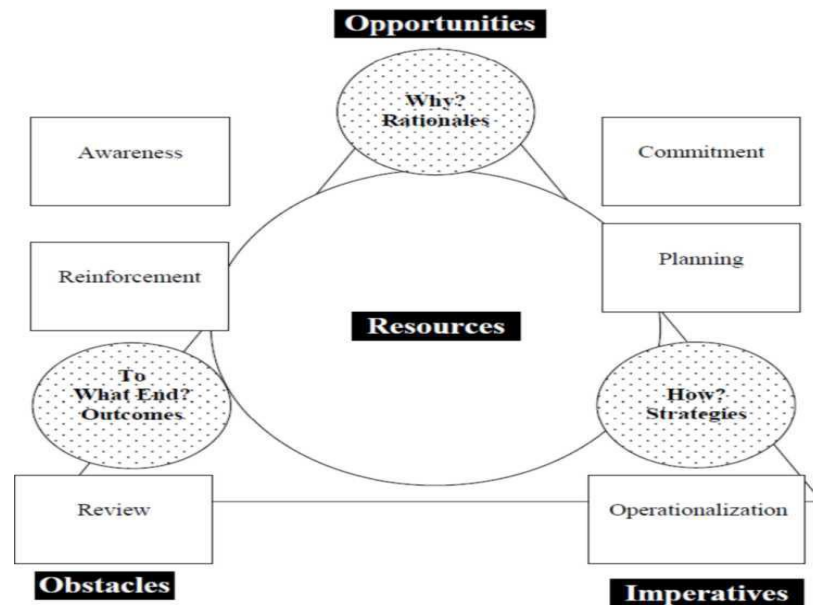 Opportunities
Why?
Rationales
Awareness
Commitment
Reinforcement
Planning
Resources
To
What End?
Outcomes
How?
Strategies
Review
Operationalization
Obstacles
Imperatives